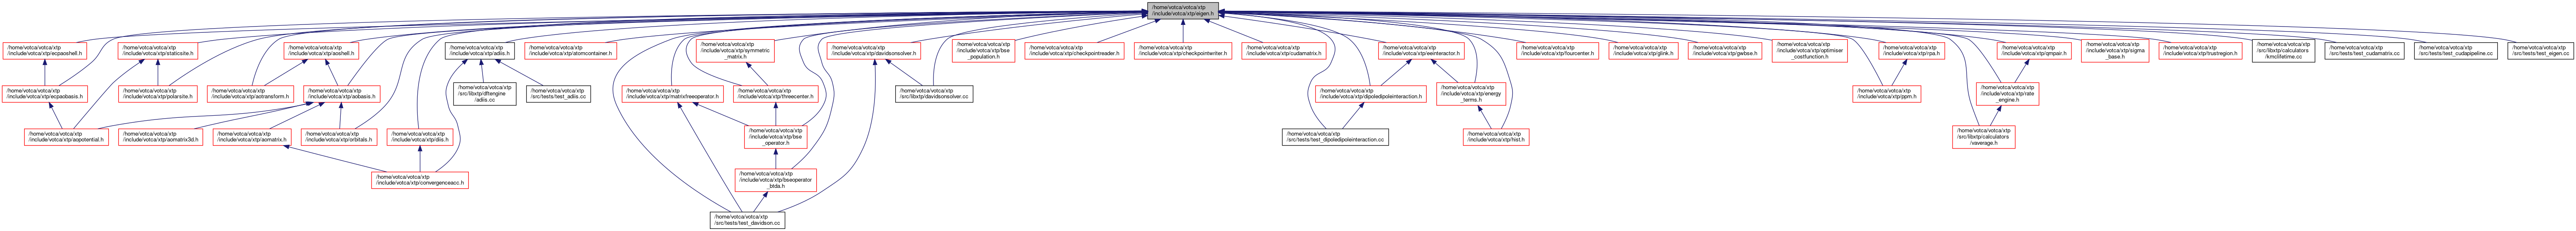 /home/votca/votca/xtp
/include/votca/xtp/eigen.h
/home/votca/votca/xtp
/include/votca/xtp/ecpaoshell.h
/home/votca/votca/xtp
/include/votca/xtp/staticsite.h
/home/votca/votca/xtp
/include/votca/xtp/aoshell.h
/home/votca/votca/xtp
/include/votca/xtp/adiis.h
/home/votca/votca/xtp
/include/votca/xtp/atomcontainer.h
/home/votca/votca/xtp
/include/votca/xtp/symmetric
_matrix.h
/home/votca/votca/xtp
/include/votca/xtp/davidsonsolver.h
/home/votca/votca/xtp
/include/votca/xtp/bse
_population.h
/home/votca/votca/xtp
/include/votca/xtp/checkpointreader.h
/home/votca/votca/xtp
/include/votca/xtp/checkpointwriter.h
/home/votca/votca/xtp
/include/votca/xtp/cudamatrix.h
/home/votca/votca/xtp
/include/votca/xtp/eeinteractor.h
/home/votca/votca/xtp
/include/votca/xtp/fourcenter.h
/home/votca/votca/xtp
/include/votca/xtp/glink.h
/home/votca/votca/xtp
/include/votca/xtp/gwbse.h
/home/votca/votca/xtp
/include/votca/xtp/optimiser
_costfunction.h
/home/votca/votca/xtp
/include/votca/xtp/rpa.h
/home/votca/votca/xtp
/include/votca/xtp/qmpair.h
/home/votca/votca/xtp
/include/votca/xtp/sigma
_base.h
/home/votca/votca/xtp
/include/votca/xtp/trustregion.h
/home/votca/votca/xtp
/src/libxtp/calculators
/kmclifetime.cc
/home/votca/votca/xtp
/src/tests/test_cudamatrix.cc
/home/votca/votca/xtp
/src/tests/test_cudapipeline.cc
/home/votca/votca/xtp
/src/tests/test_eigen.cc
/home/votca/votca/xtp
/include/votca/xtp/ecpaobasis.h
/home/votca/votca/xtp
/include/votca/xtp/polarsite.h
/home/votca/votca/xtp
/include/votca/xtp/aotransform.h
/home/votca/votca/xtp
/include/votca/xtp/aobasis.h
/home/votca/votca/xtp
/src/libxtp/dftengine
/adiis.cc
/home/votca/votca/xtp
/src/tests/test_adiis.cc
/home/votca/votca/xtp
/include/votca/xtp/matrixfreeoperator.h
/home/votca/votca/xtp
/include/votca/xtp/threecenter.h
/home/votca/votca/xtp
/src/libxtp/davidsonsolver.cc
/home/votca/votca/xtp
/include/votca/xtp/dipoledipoleinteraction.h
/home/votca/votca/xtp
/include/votca/xtp/energy
_terms.h
/home/votca/votca/xtp
/include/votca/xtp/ppm.h
/home/votca/votca/xtp
/include/votca/xtp/rate
_engine.h
/home/votca/votca/xtp
/include/votca/xtp/aopotential.h
/home/votca/votca/xtp
/include/votca/xtp/aomatrix3d.h
/home/votca/votca/xtp
/include/votca/xtp/aomatrix.h
/home/votca/votca/xtp
/include/votca/xtp/orbitals.h
/home/votca/votca/xtp
/include/votca/xtp/diis.h
/home/votca/votca/xtp
/include/votca/xtp/bse
_operator.h
/home/votca/votca/xtp
/src/tests/test_dipoledipoleinteraction.cc
/home/votca/votca/xtp
/include/votca/xtp/hist.h
/home/votca/votca/xtp
/src/libxtp/calculators
/vaverage.h
/home/votca/votca/xtp
/include/votca/xtp/convergenceacc.h
/home/votca/votca/xtp
/include/votca/xtp/bseoperator
_btda.h
/home/votca/votca/xtp
/src/tests/test_davidson.cc